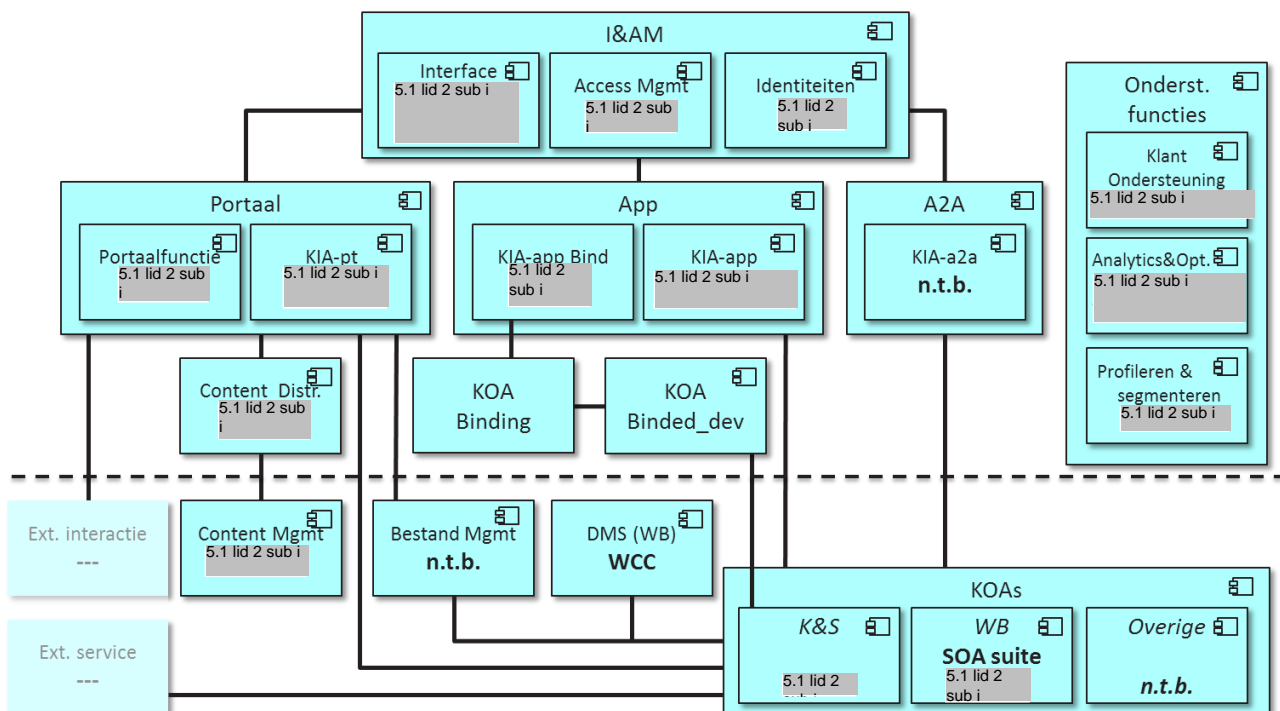 I&AM
Interface
5.1 lid 2 sub i
Access Mgmt
5.1 lid 2 sub
i
Identiteiten
5.1 lid 2
sub i
Onderst.
functies
Klant
Ondersteuning
5.1 lid 2 sub i
Analytics&Opt.
5.1 lid 2 sub i
Profileren &
segmenteren
5.1 lid 2 sub i
Portaal
Portaalfunctie
5.1 lid 2 sub
i
KIA-pt
5.1 lid 2 sub i
App
KIA-app Bind
5.1 lid 2
sub i
KIA-app
5.1 lid 2 sub i
A2A
KIA-a2a
n.t.b.
Content Distr.
5.1 lid 2 sub
i
KOA
Binding
KOA
Binded_dev
Ext. interactie
---
Content Mgmt
5.1 lid 2 sub i
Bestand Mgmt
n.t.b.
DMS (WB)
WCC
Ext. service
---
KOAs
K&S
5.1 lid 2
sub i
WB
SOA suite
5.1 lid 2
sub i
Overige
n.t.b.